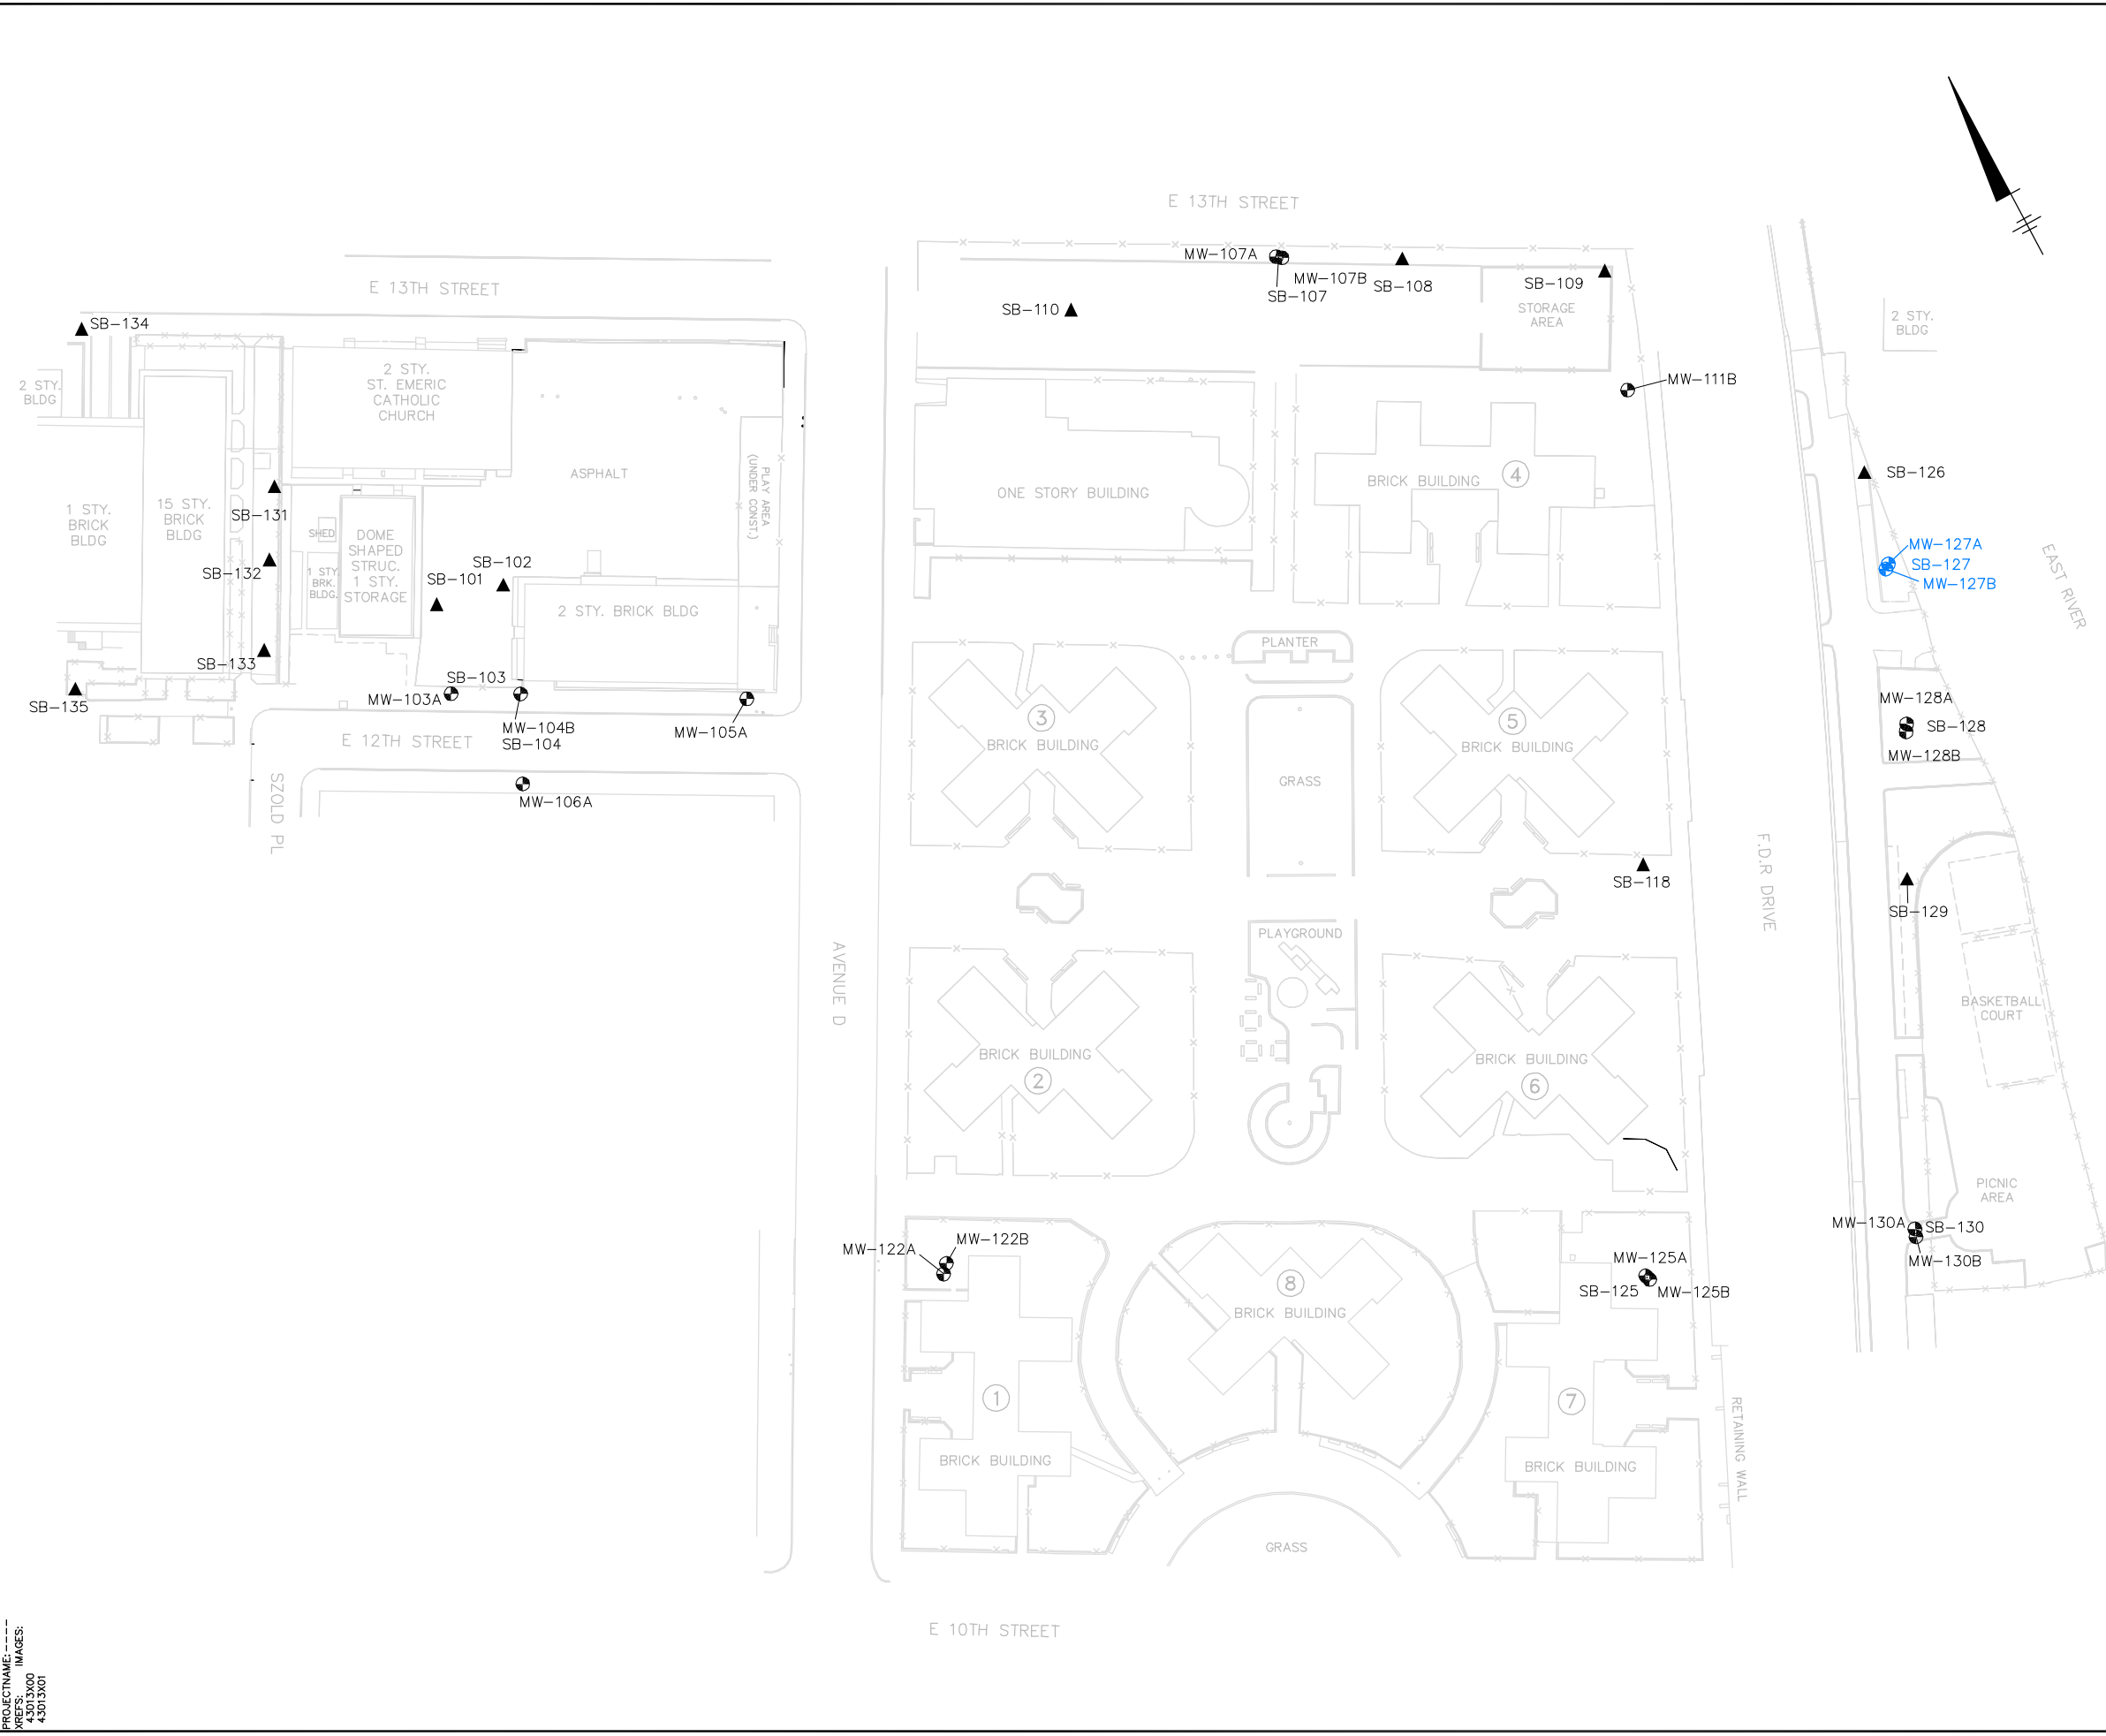 E 13TH STREET
MW-107A
MW-107B
SB-107
SB-108
SB-109
SB-110
STORAGE
AREA
2 STY.
BLDG
E 13TH STREET
SB-134
2 STY.
BLDG
2 STY.
ST. EMERIC
CATHOLIC
CHURCH
MW-111B
ASPHALT
PLAY AREA
(UNDER CONST.)
ONE STORY BUILDING
BRICK BUILDING
4
SB-126
1 STY.
BRICK
BLDG
15 STY.
BRICK
BLDG
SB-131
SHED
DOME
SHAPED
STRUC.
1 STY.
STORAGE
1 STY.
BRK.
BLDG.
SB-132
SB-102
SB-101
MW-127A
SB-127
MW-127B
EAST RIVER
2 STY. BRICK BLDG
SB-133
SB-135
SB-103
MW-103A
MW-104B
SB-104
MW-105A
PLANTER
3
BRICK BUILDING
5
BRICK BUILDING
MW-128A
SB-128
MW-128B
E 12TH STREET
SZOLD PL
MW-106A
GRASS
F.D.R DRIVE
SB-118
SB-129
AVENUE D
PLAYGROUND
BASKETBALL
COURT
BRICK BUILDING
2
BRICK BUILDING
6
PICNIC
AREA
MW-122A
MW-122B
MW-130A
SB-130
MW-130B
8
BRICK BUILDING
MW-125A
SB-125
MW-125B
1
BRICK BUILDING
7
BRICK BUILDING
RETAINING WALL
GRASS
E 10TH STREET
PROJECTNAME: ----
XREFS: IMAGES:
43013X00
43013X01